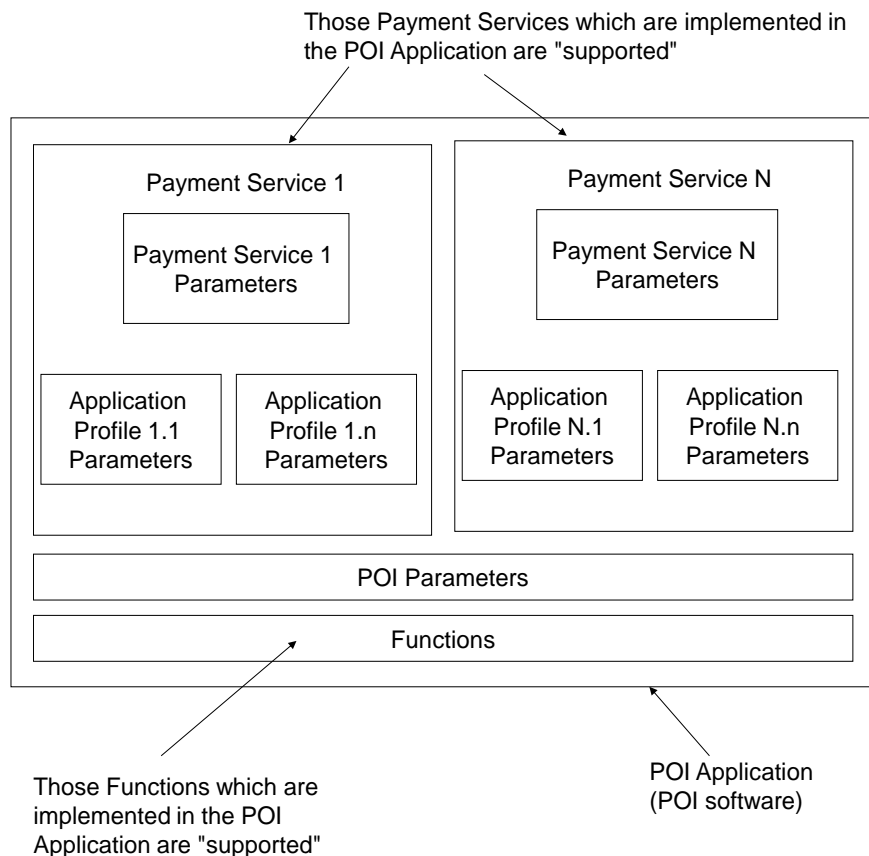 Those Payment Services which are implemented in
the POI Application are "supported"
Payment Service 1
Payment Service 1
Parameters
Application
Profile 1.1
Parameters
Application
Profile 1.n
Parameters
Payment Service N
Payment Service N
Parameters
Application
Profile N.1
Parameters
Application
Profile N.n
Parameters
POI Parameters
Functions
Those Functions which are
implemented in the POI
Application are "supported"
POI Application
(POI software)